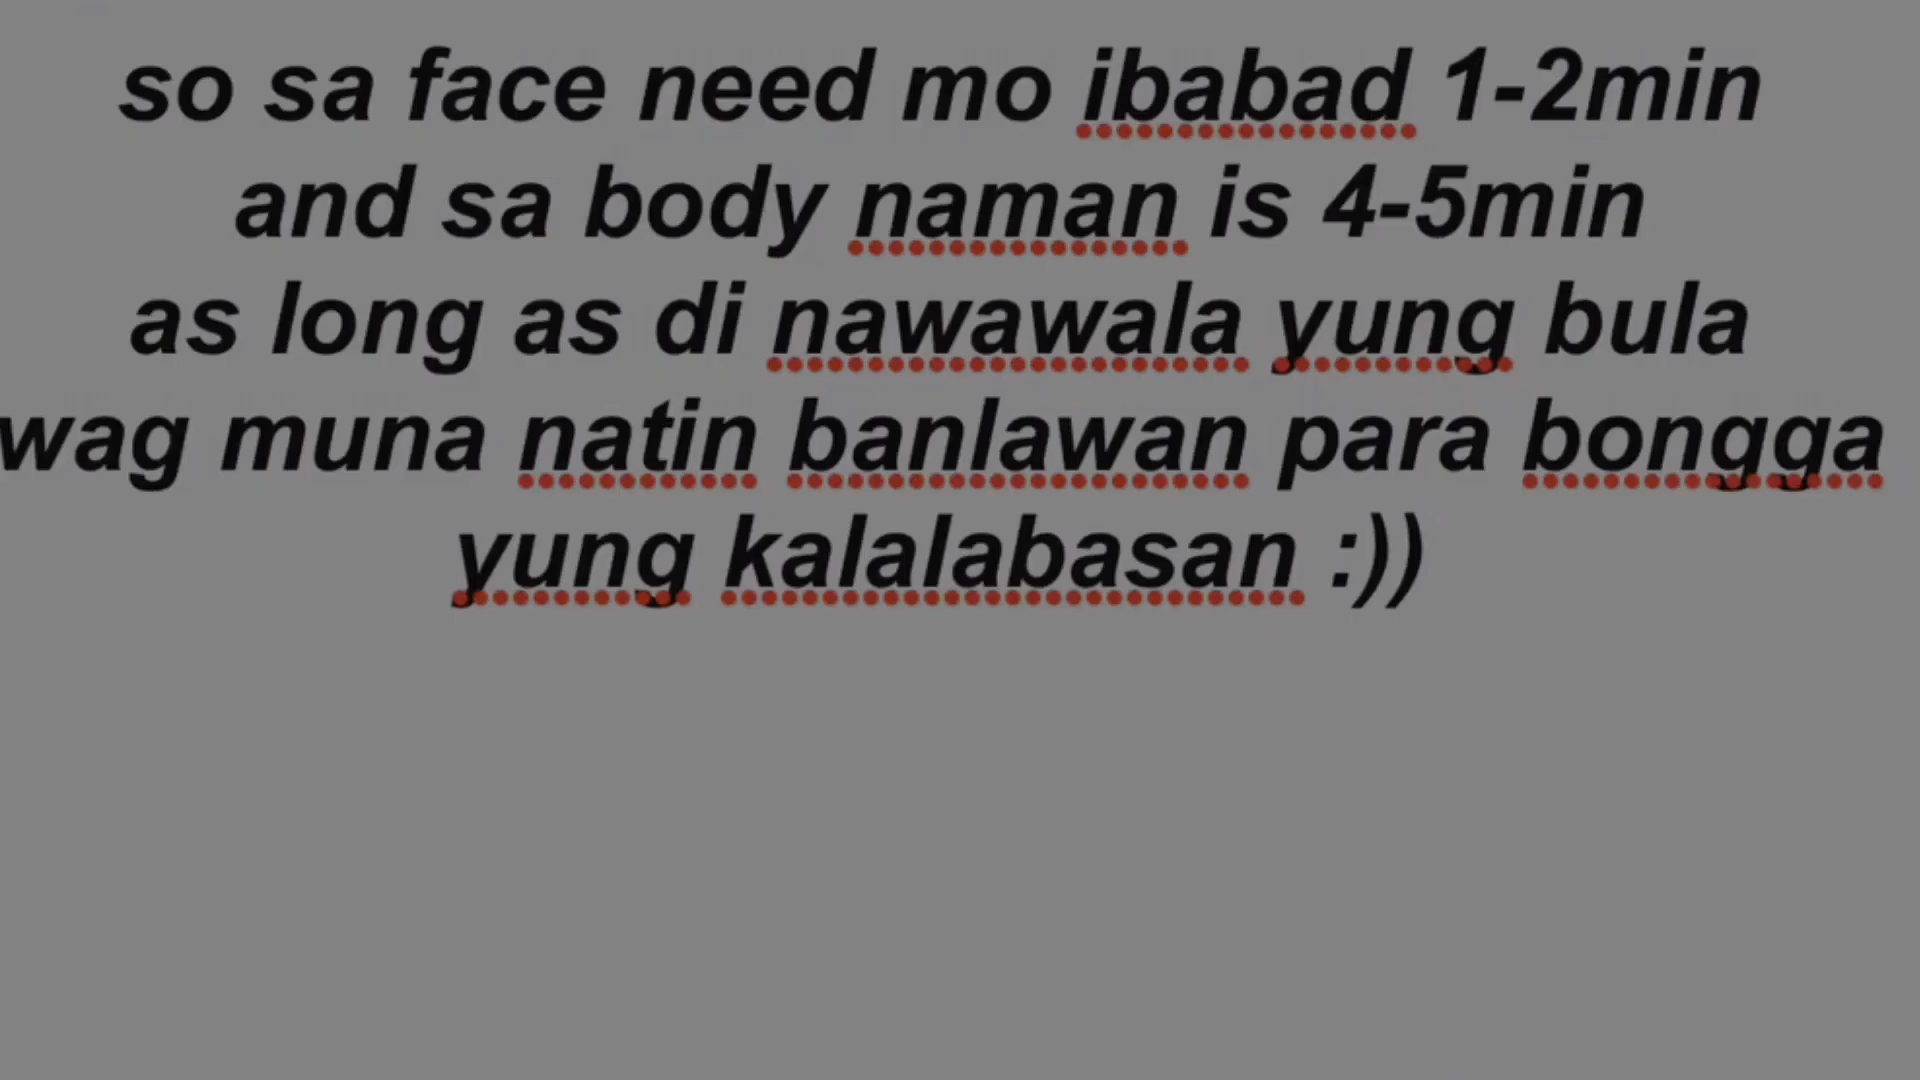 so sa face need mo ibabad 1-2min
and sa body naman is 4-5min
as long as di nawawala yung bula
wag muna natin banlawan para bongga
yung kalalabasan :))